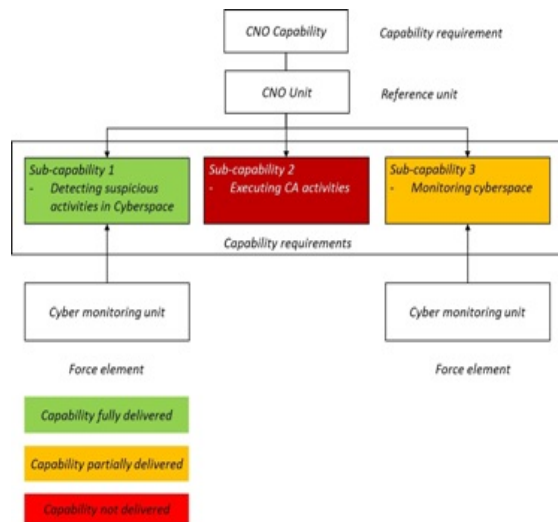 CNO Capability
Capability requirement
CNO Unit
Reference unit
Sub-capability 1
- Detecting suspicious
activities in Cyberspace
Sub-capability 2
- Executing CA activities
Sub-capability 3
- Monitoring cyberspace
Capability requirements
Cyber monitoring unit
Cyber monitoring unit
Force element
Force element
Capability fully delivered
Capability partially delivered
Capability not delivered